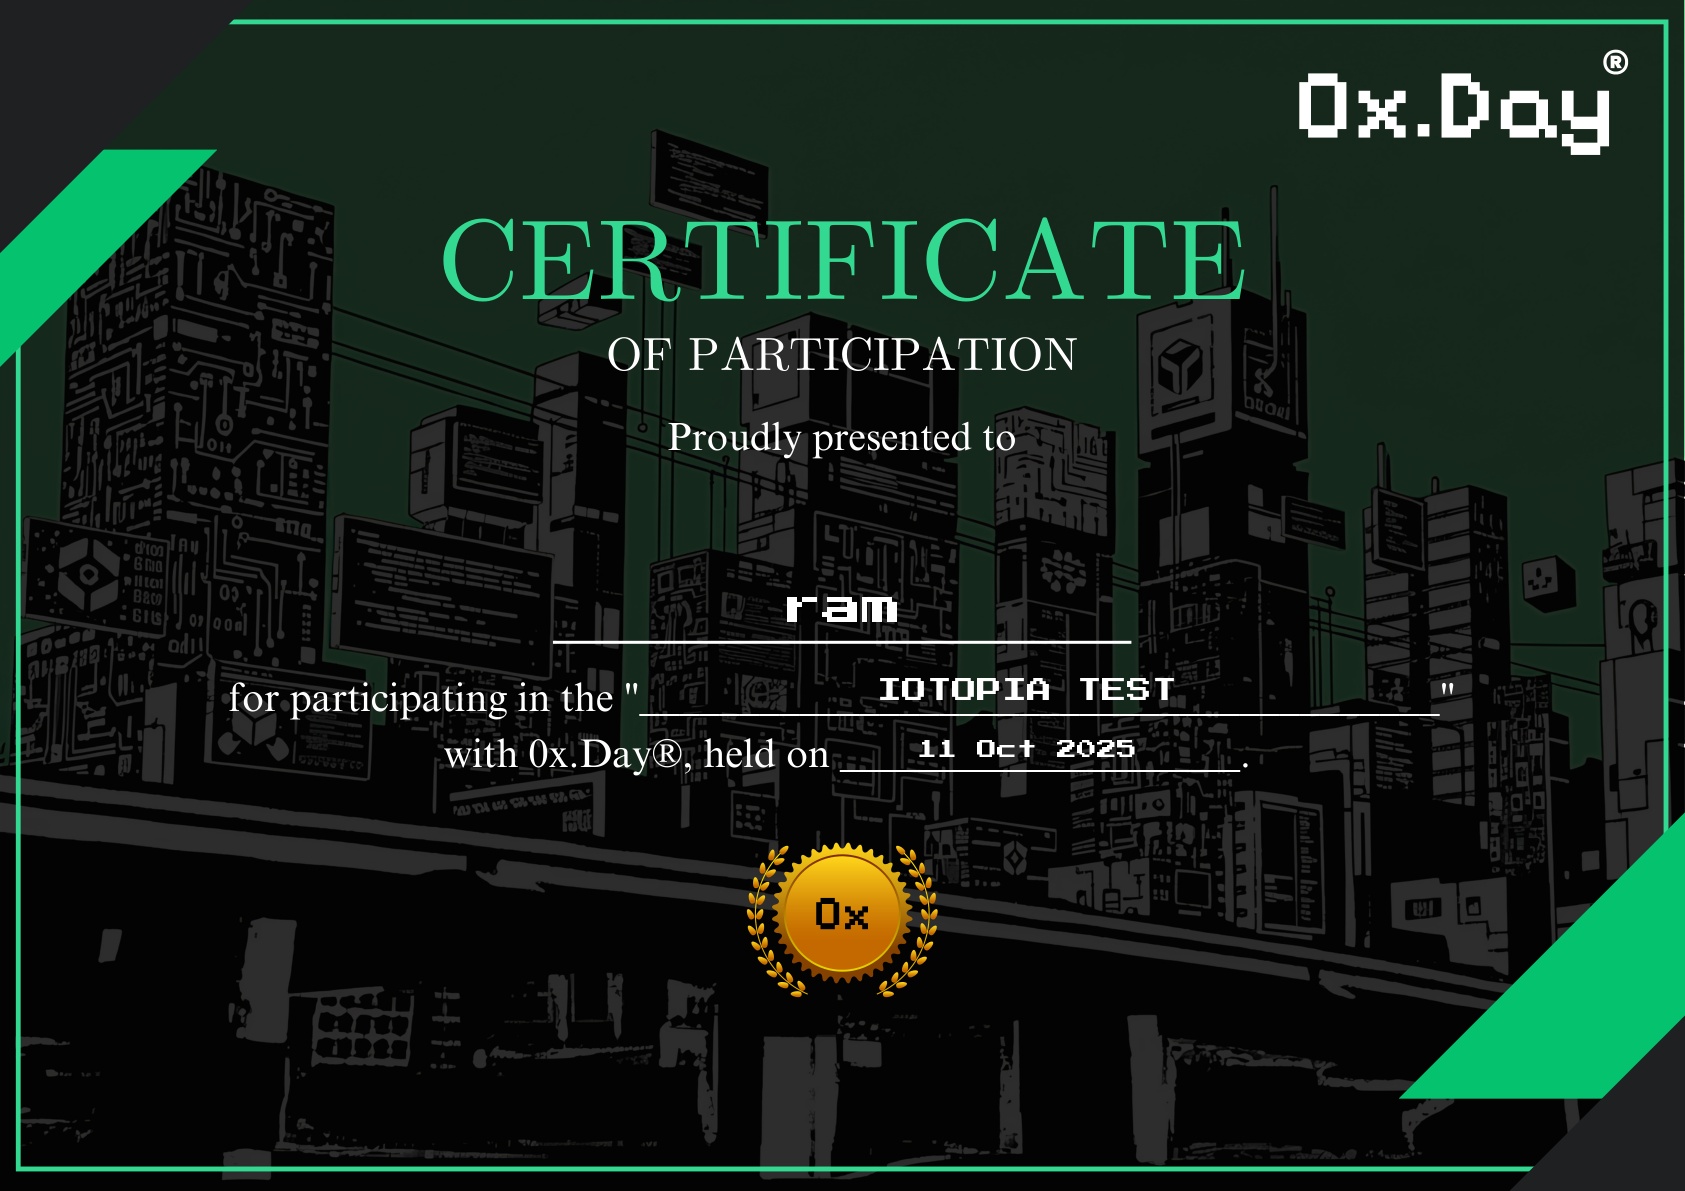 0x.Day®
CERTIFICATE
OF PARTICIPATION
Proudly presented to
ram
for participating in the "IOTOPIA TEST"
with 0x.Day®, held on 11 Oct 2025.
0x